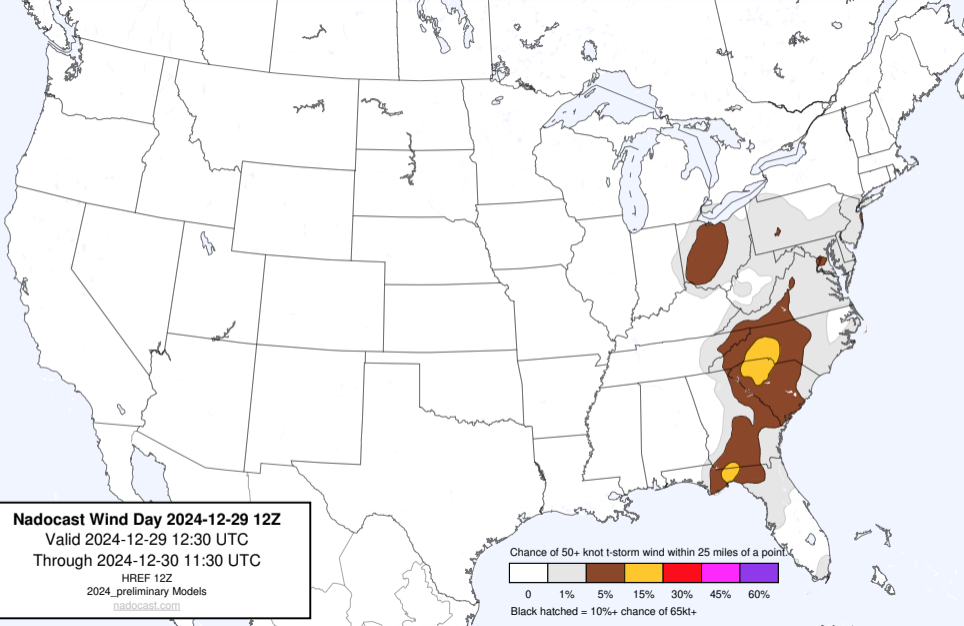 Nadocast Wind Day 2024-12-29 12Z
Valid 2024-12-29 12:30 UTC
Through 2024-12-30 11:30 UTC
HREF 12Z
2024_preliminary Models
nadocast.com
Chance of 50+ knot t-storm wind within 25 miles of a point.
0 1% 5% 15% 30% 45% 60%
Black hatched = 10%+ chance of 65kt+